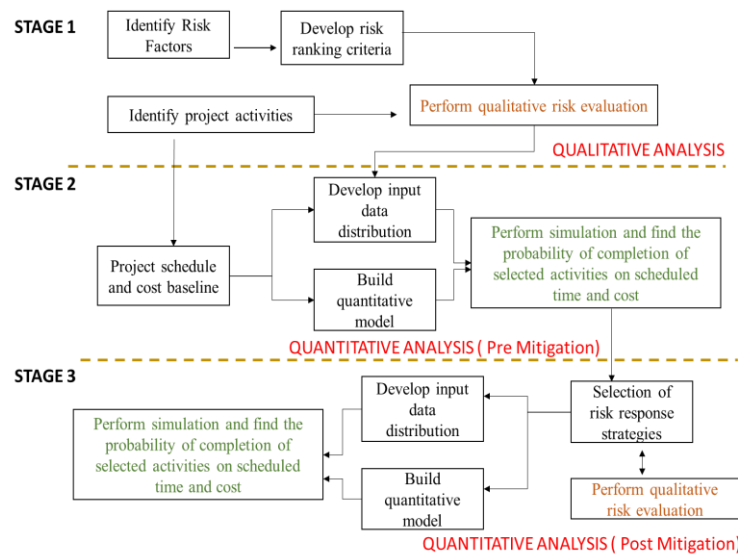 STAGE 1
Identify Risk
Factors
Develop risk
ranking criteria
Identify project activities
Perform qualitative risk evaluation
QUALITATIVE ANALYSIS
STAGE 2
Develop input
data
distribution
Project schedule
and cost baseline
Build
quantitative
model
Perform simulation and find the
probability of completion of
selected activities on scheduled
time and cost
QUANTITATIVE ANALYSIS ( Pre Mitigation)
STAGE 3
Perform simulation and find the
probability of completion of
selected activities on scheduled
time and cost
Develop input
data
distribution
Build
quantitative
model
Selection of
risk response
strategies
Perform qualitative
risk evaluation
QUANTITATIVE ANALYSIS ( Post Mitigation)